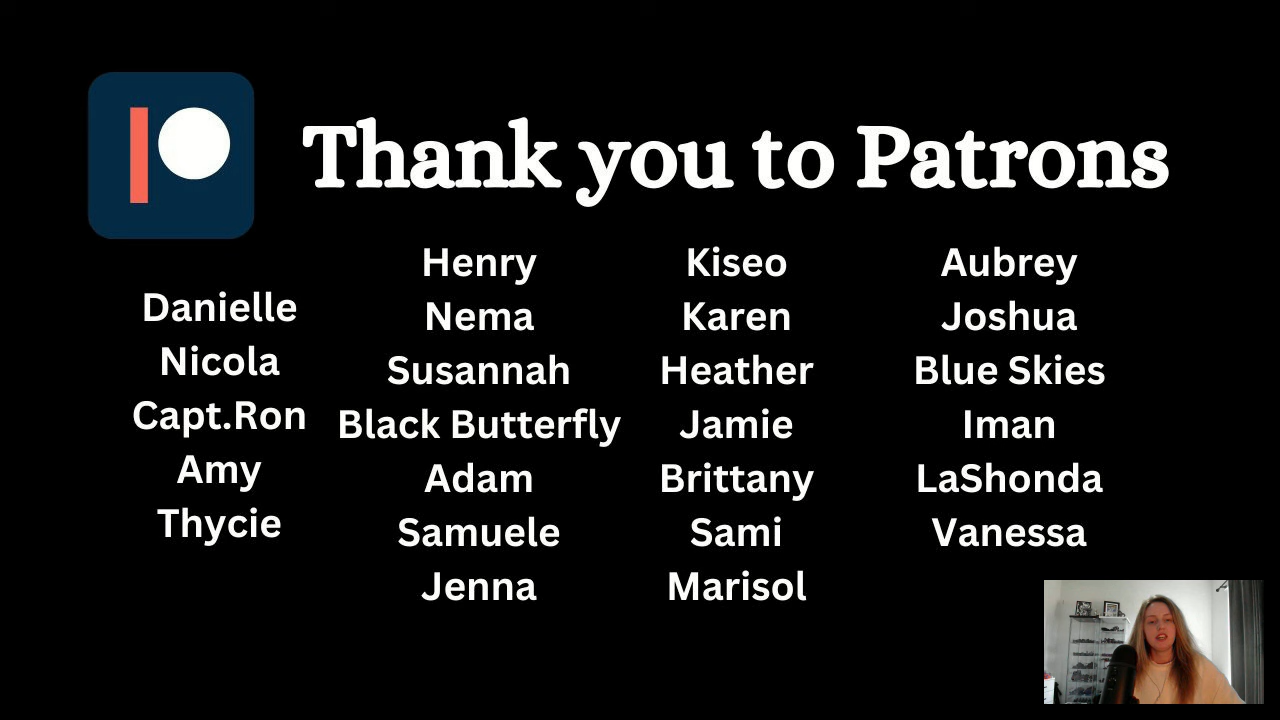 Thank you to Patrons
Danielle
Nicola
Capt.Ron
Amy
Thycie
Henry
Nema
Susannah
Black Butterfly
Adam
Samuele
Jenna
Kiseo
Karen
Heather
Jamie
Brittany
Sami
Marisol
Aubrey
Joshua
Blue Skies
Iman
LaShonda
Vanessa